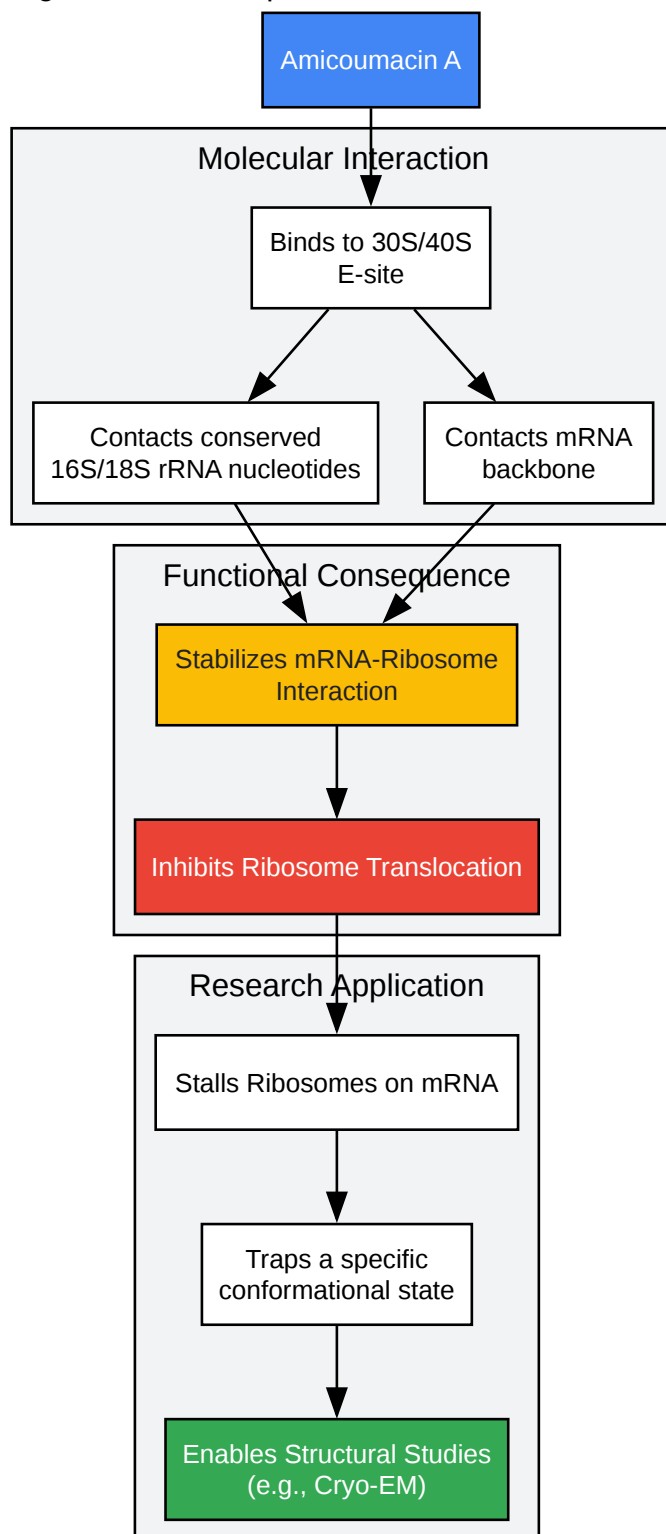 Amicoumacin A
Molecular Interaction
Binds to 30S/40S
E-site
Contacts conserved
16S/18S rRNA nucleotides
Contacts mRNA
backbone
Functional Consequence
Stabilizes mRNA-Ribosome
Interaction
Inhibits Ribosome Translocation
Research Application
Stalls Ribosomes on mRNA
Traps a specific
conformational state
Enables Structural Studies
(e.g., Cryo-EM)